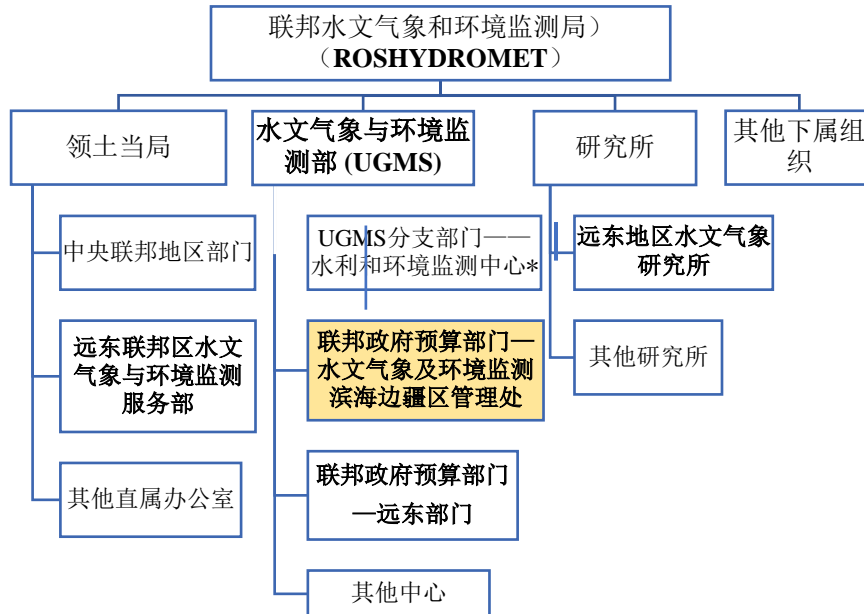 联邦水文气象和环境监测局）
（ROSHYDROMET）
领土当局
水文气象与环境监
测部 (UGMS)
研究所
其他下属组
织
中央联邦地区部门
远东联邦区水文
气象与环境监测
服务部
其他直属办公室
UGMS分支部门——
水利和环境监测中心*
联邦政府预算部门—
水文气象及环境监测
滨海边疆区管理处
联邦政府预算部门
—远东部门
其他中心
远东地区水文气象
研究所
其他研究所